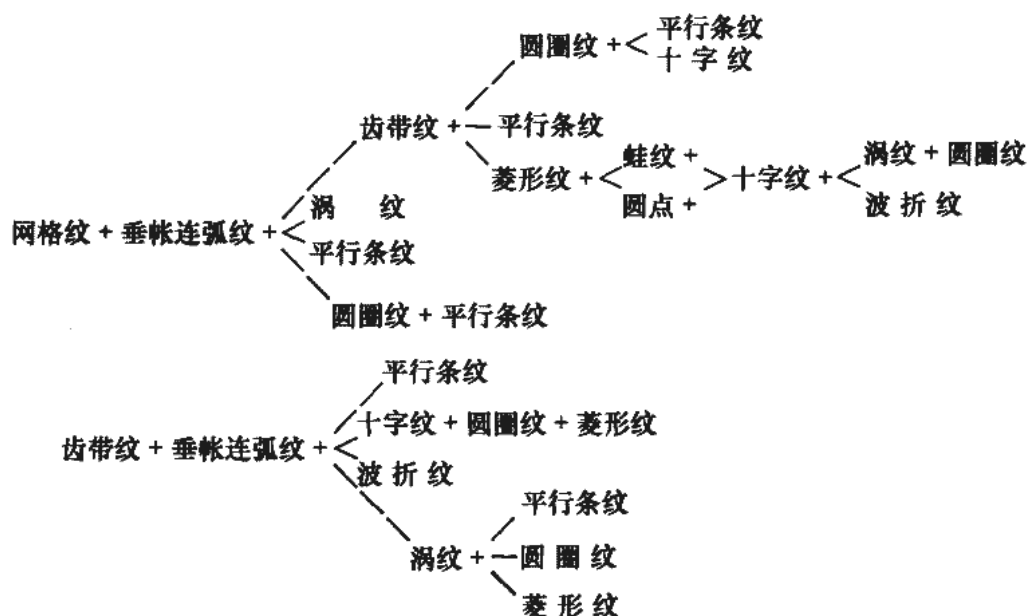 圆圈纹 + 平行条纹
十字纹
齿带纹 + 平行条纹
菱形纹 + 蛙纹 +
圆点 +
十字纹 + 涡纹 + 圆圈纹
波折纹
网格纹 + 垂帐连弧纹 +
涡 纹
平行条纹
圆圈纹 + 平行条纹
平行条纹
齿带纹 + 垂帐连弧纹 +
十字纹 + 圆圈纹 + 菱形纹
波折纹
涡纹 +
平行条纹
圆圈纹
菱形纹